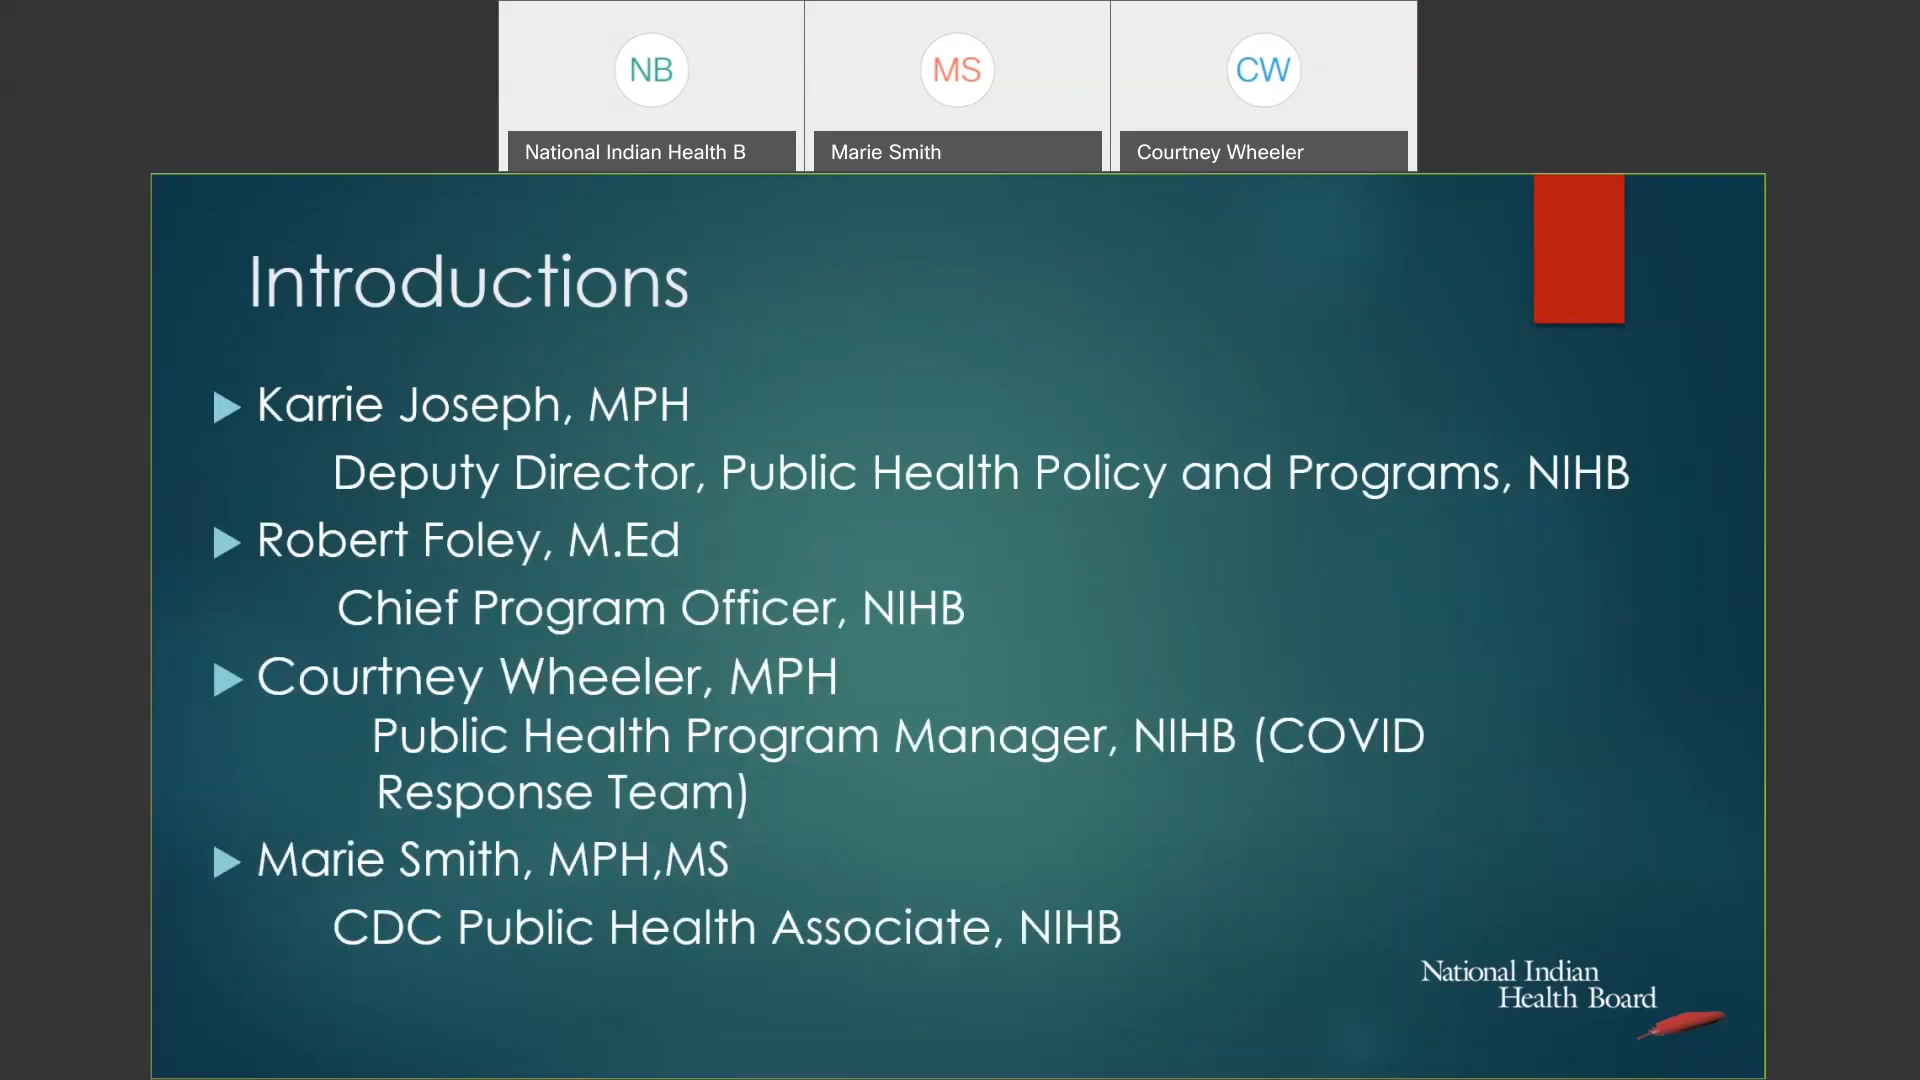 NB
MS
CW
National Indian Health B
Marie Smith
Courtney Wheeler
Introductions
Karrie Joseph, MPH
Deputy Director, Public Health Policy and Programs, NIHB
Robert Foley, M.Ed
Chief Program Officer, NIHB
Courtney Wheeler, MPH
Public Health Program Manager, NIHB (COVID
Response Team)
Marie Smith, MPH,MS
CDC Public Health Associate, NIHB
National Indian
Health Board